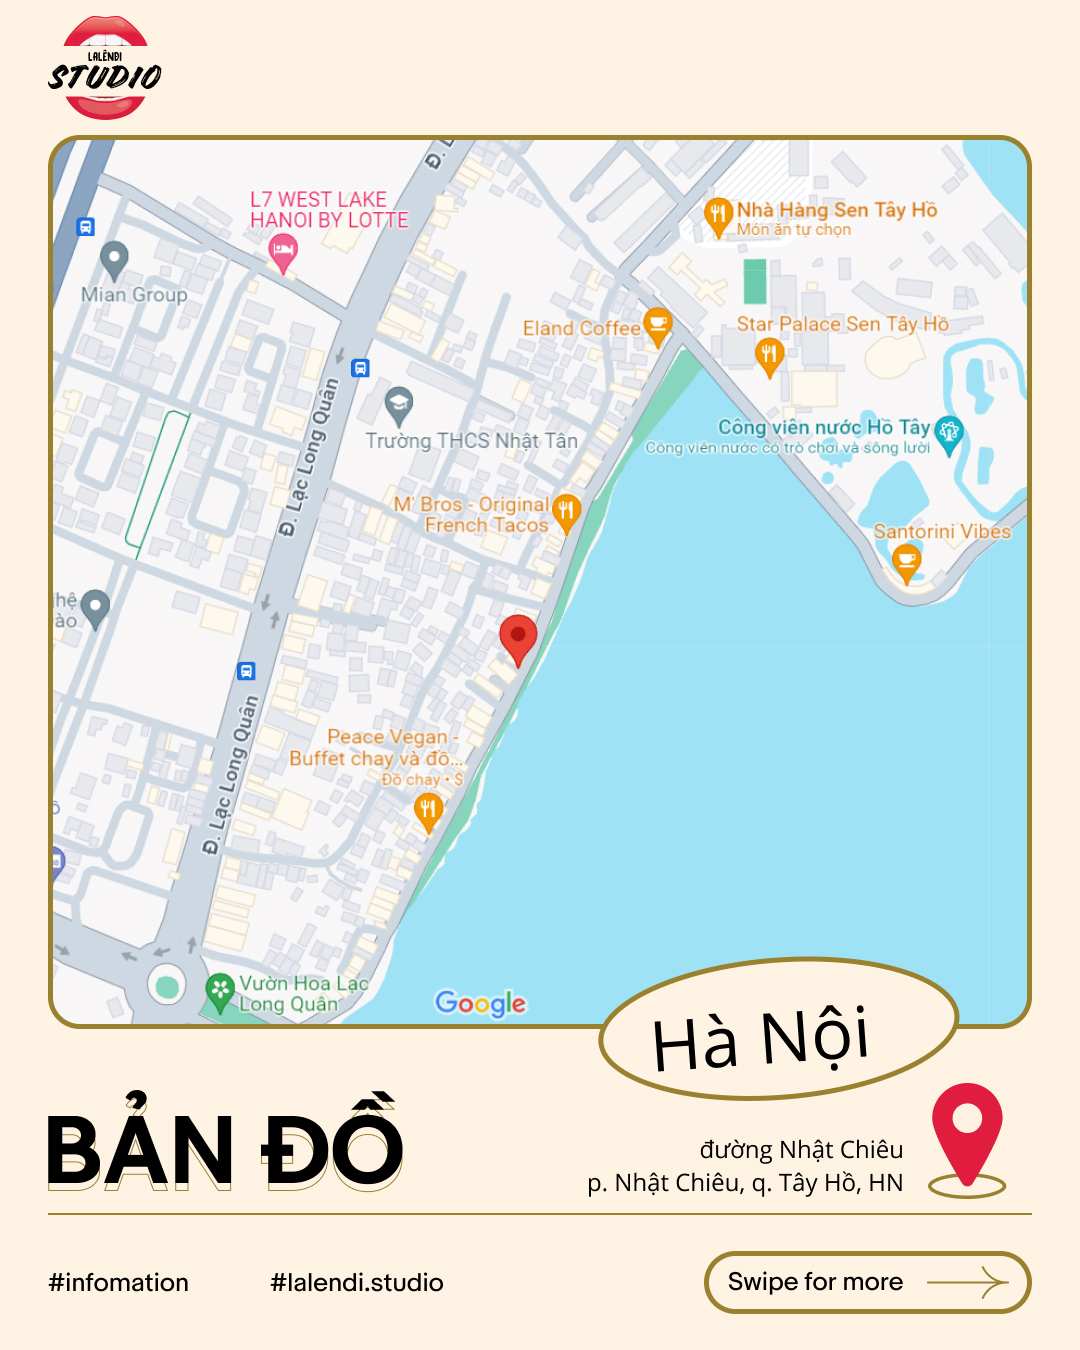 LALÊNĐI
STUDIO
Đ. L
L7 WEST LAKE
HANOI BY LOTTE
Nhà Hàng Sen Tây Hồ
Món ăn tự chọn
Mian Group
Eland Coffee
Star Palace Sen Tây Hồ
Đ. Lạc Long Quân
Trường THCS Nhật Tân
Công viên nước Hồ Tây
Công viên nước có trò chơi và sông lười
M' Bros - Original
French Tacos
Santorini Vibes
hệ
ào
Đ. Lạc Long Quân
Peace Vegan -
Buffet chay và đồ...
Đồ chay • $
Vườn Hoa Lạc
Long Quân
Google
Hà Nội
BẢN ĐỒ
đường Nhật Chiêu
p. Nhật Chiêu, q. Tây Hồ, HN
#infomation
#lalendi.studio
Swipe for more